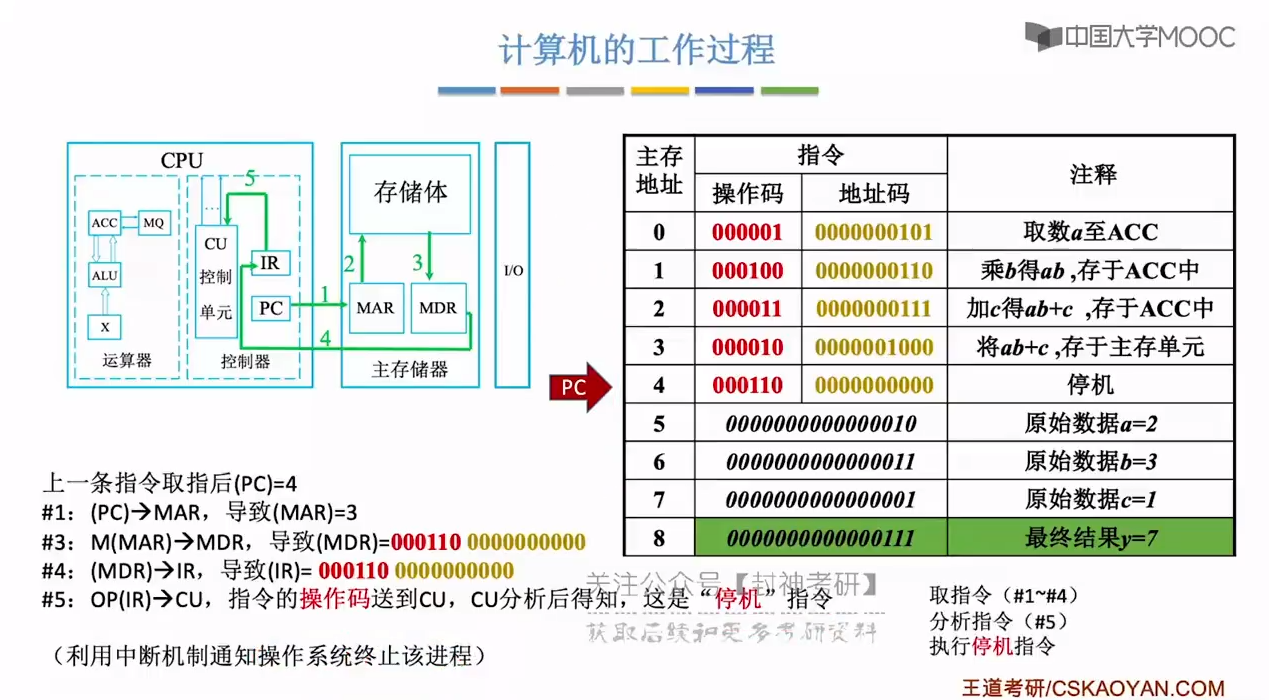 计算机的工作过程
中国大学MOOC
CPU
5
存储体
...
ACC
MQ
CU
控制
单元
IR
2
3
I/O
ALU
PC
1
MAR
MDR
X
4
运算器
控制器
主存储器
PC
主存地址 指令 注释
操作码 地址码
0 000001 0000000101 取数a至ACC
1 000100 0000000110 乘b得ab ,存于ACC中
2 000011 0000000111 加c得ab+c ,存于ACC中
3 000010 0000001000 将ab+c ,存于主存单元
4 000110 0000000000 停机
5 0000000000000010 原始数据a=2
6 0000000000000011 原始数据b=3
7 0000000000000001 原始数据c=1
8 0000000000000111 最终结果y=7
上一条指令取指后(PC)=4
#1：(PC)→MAR，导致(MAR)=3
#3：M(MAR)→MDR，导致(MDR)=000110 0000000000
#4：(MDR)→IR，导致(IR)= 000110 0000000000
#5：OP(IR)→CU，指令的操作码送到CU，CU分析后得知，这是“停机”指令
（利用中断机制通知操作系统终止该进程）
关注公众号【封神考研】
获取后续和更多考研资料
取指令（#1~#4）
分析指令（#5）
执行停机指令
王道考研/CSKAOYAN.COM